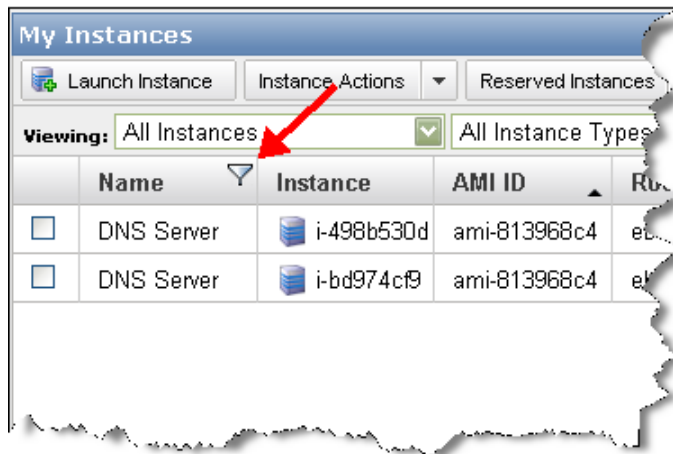 My Instances
Launch Instance Instance Actions Reserved Instances
Viewing: All Instances All Instance Types
Name Instance AMI ID
DNS Server i-498b530d ami-813968c4
DNS Server i-bd974cf9 ami-813968c4